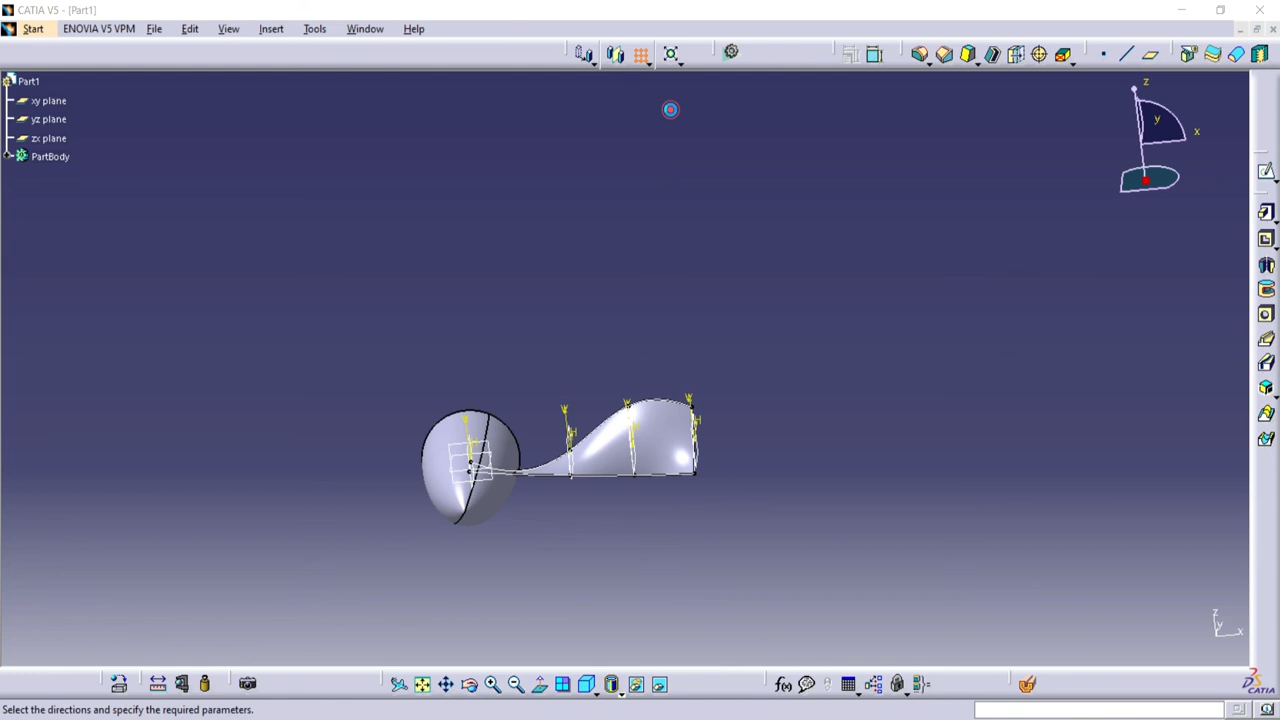 CATIA V5 - [Part1]
Start ENOVIA V5 VPM File Edit View Insert Tools Window Help
Part1
xy plane
yz plane
zx plane
PartBody
z
y
x
H
H
z
y
x
f(x)
CATIA
Select the directions and specify the required parameters.